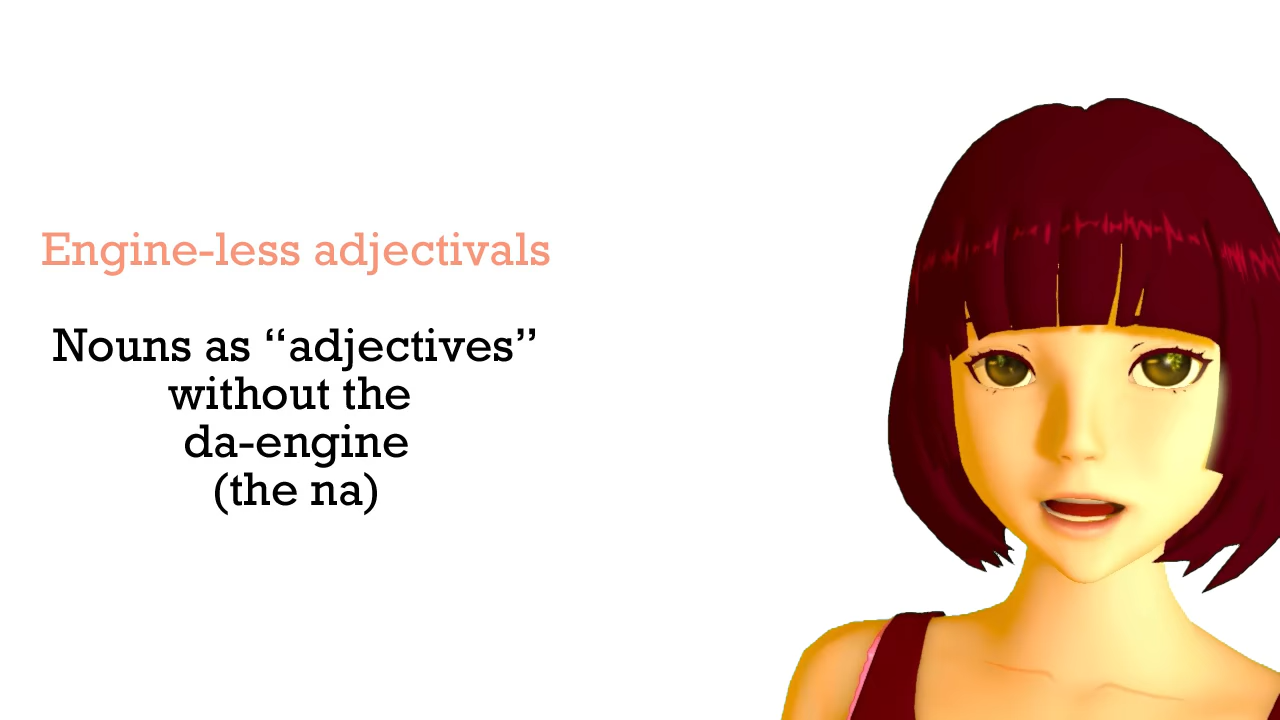 Engine-less adjectivals
Nouns as “adjectives”
without the
da-engine
(the na)